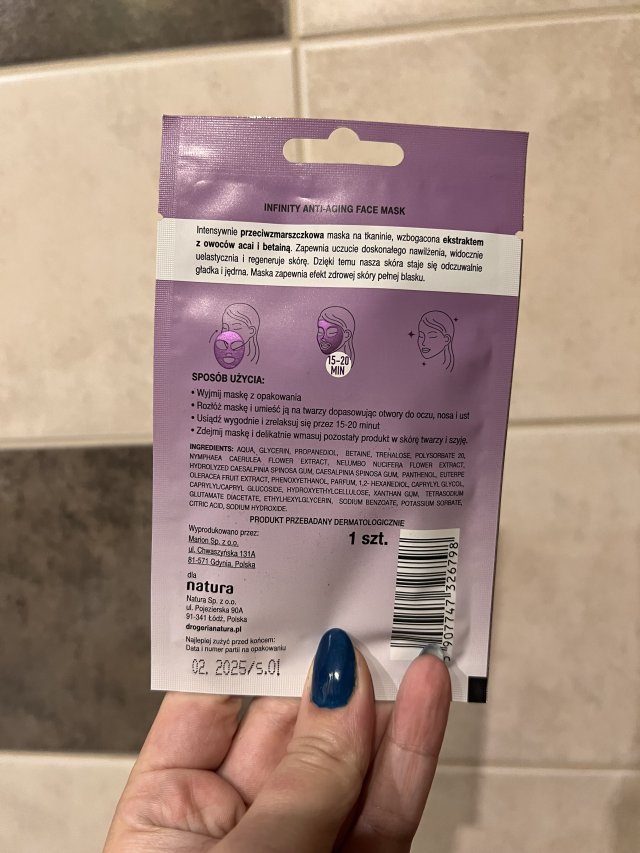 INFINITY ANTI-AGING FACE MASK
Intensywnie przeciwzmarszczkowa maska na tkaninie, wzbogacona ekstraktem
z owoców acai i betainą. Zapewnia uczucie doskonałego nawilżenia, widocznie
uelastycznia i regeneruje skórę. Dzięki temu nasza skóra staje się odczuwalnie
gładka i jędrna. Maska zapewnia efekt zdrowej skóry pełnej blasku.
15-20
MIN
SPOSÓB UŻYCIA:
• Wyjmij maskę z opakowania
• Rozłóż maskę i umieść ją na twarzy dopasowując otwory do oczu, nosa i ust
• Usiądź wygodnie i zrelaksuj się przez 15-20 minut
• Zdejmij maskę i delikatnie wmasuj pozostały produkt w skórę twarzy i szyję.
INGREDIENTS: AQUA, GLYCERIN, PROPANEDIOL, BETAINE, TREHALOSE, POLYSORBATE 20,
NYMPHAEA CAERULEA FLOWER EXTRACT, NELUMBO NUCIFERA FLOWER EXTRACT,
HYDROLYZED CAESALPINIA SPINOSA GUM, CAESALPINIA SPINOSA GUM, PANTHENOL, EUTERPE
OLERACEA FRUIT EXTRACT, PHENOXYETHANOL, PARFUM, 1,2- HEXANEDIOL, CAPRYLYL GLYCOL,
CAPRYLYL/CAPRYL GLUCOSIDE, HYDROXYETHYLCELLULOSE, XANTHAN GUM, TETRASODIUM
GLUTAMATE DIACETATE, ETHYLHEXYLGLYCERIN, SODIUM BENZOATE, POTASSIUM SORBATE,
CITRIC ACID, SODIUM HYDROXIDE.
PRODUKT PRZEBADANY DERMATOLOGICZNIE
Wyprodukowano przez:
Marion Sp. z o.o.
ul. Chwaszczyńska 131A
81-571 Gdynia, Polska
1 szt.
dla
natura
Natura Sp. z o.o.
ul. Pojezierska 90A
91-341 Łódź, Polska
drogerianatura.pl
Najlepiej zużyć przed końcem:
Data i numer partii na opakowaniu
02. 2025/S.01
5 907747 326798